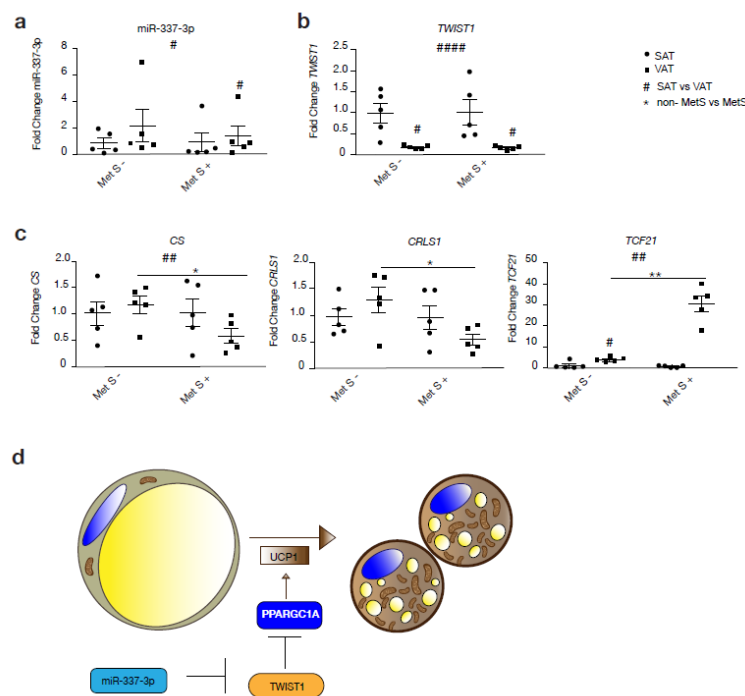 a
miR-337-3p
#
Fold Change miR-337-3p
8
6
4
2
0
#
Met S -
Met S +
b
TWIST1
####
Fold Change TWIST1
2.5
2.0
1.5
1.0
0.5
0
#
#
Met S -
Met S +
SAT
VAT
# SAT vs VAT
* non- MetS vs MetS
c
CS
##
*
Fold Change CS
2.0
1.5
1.0
0.5
0
Met S -
Met S +
CRLS1
*
Fold Change CRLS1
2.0
1.5
1.0
0.5
0.0
Met S -
Met S +
TCF21
##
**
Fold Change TCF21
50
40
30
20
10
0
#
Met S -
Met S +
d
UCP1
PPARGC1A
miR-337-3p
TWIST1